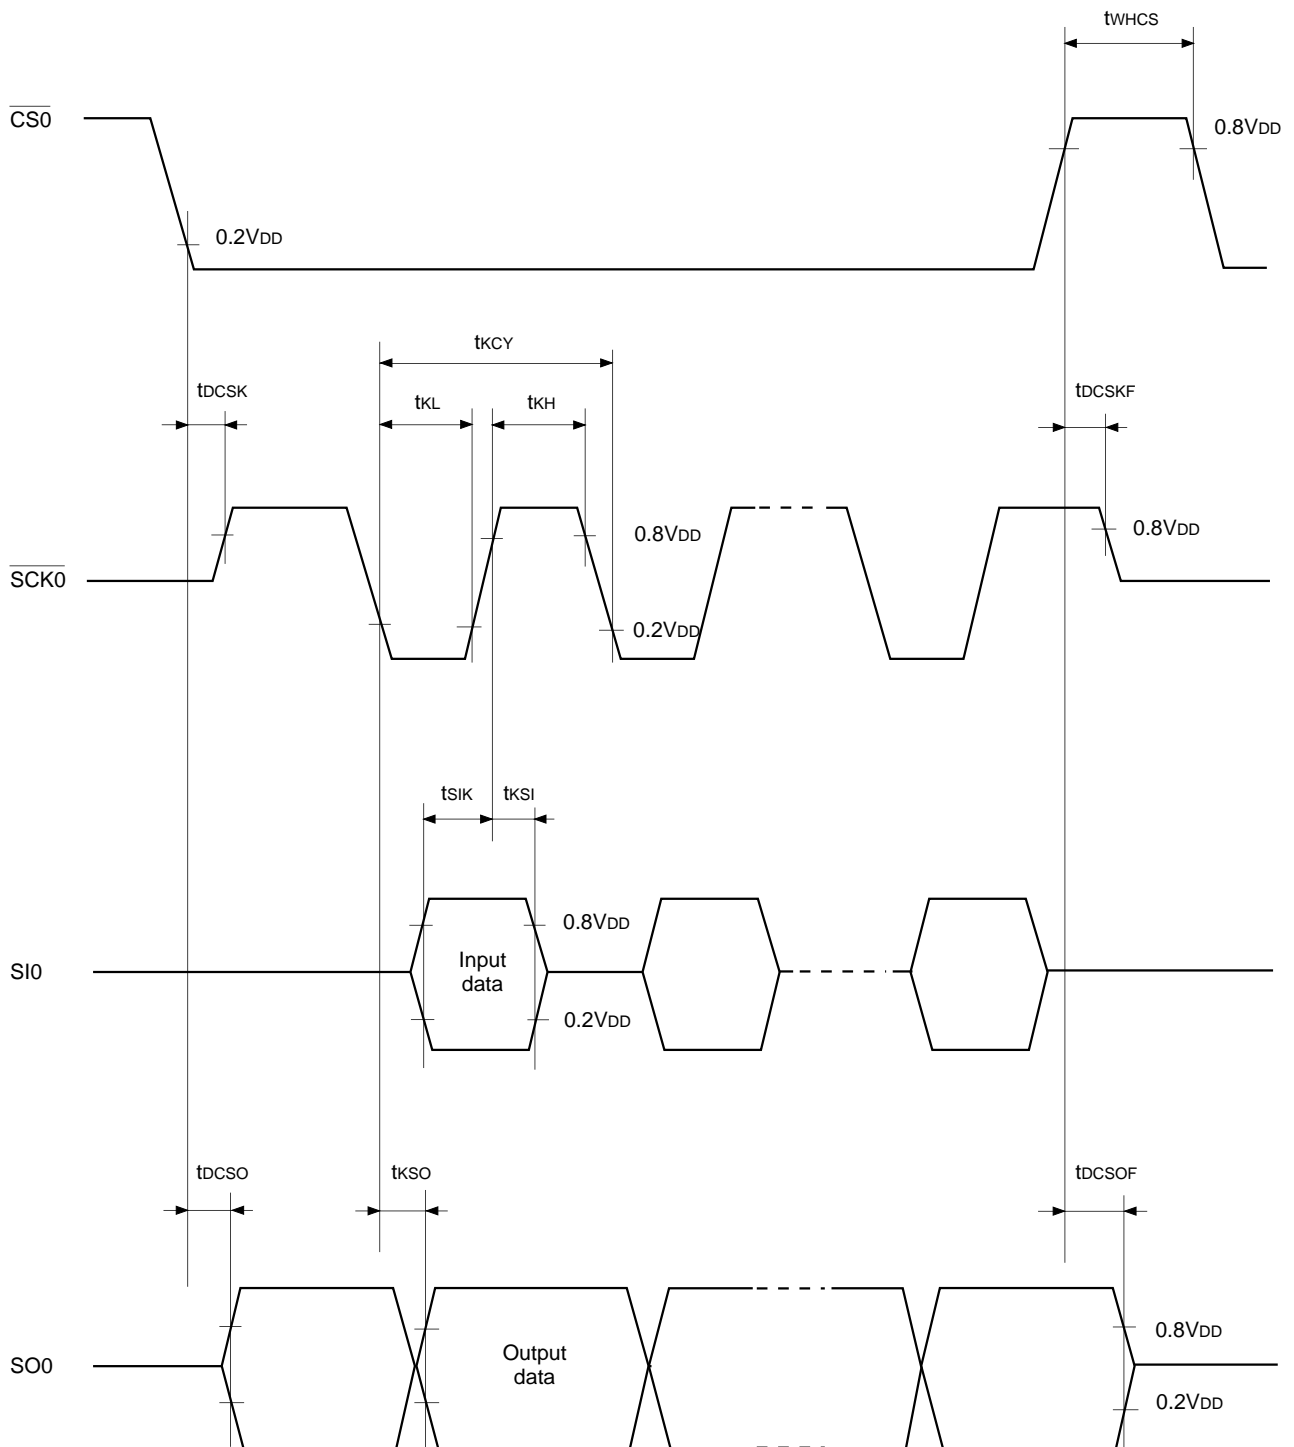 tWHCS
CS0
0.8VDD
0.2VDD
tKCY
tDCSK
tKL
tKH
tDCSKF
0.8VDD
0.8VDD
SCK0
0.2VDD
tSIK
tKSI
0.8VDD
Input
data
SI0
0.2VDD
tDCSO
tKSO
tDCSOF
0.8VDD
Output
data
SO0
0.2VDD